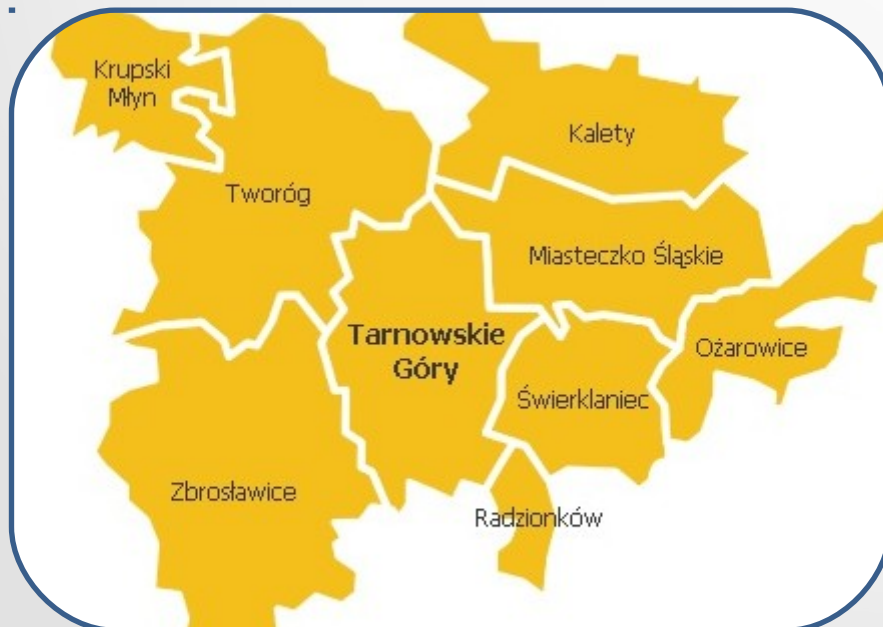 Krupski
Młyn
Kalety
Tworóg
Miasteczko Śląskie
Tarnowskie
Góry
Ożarowice
Świerklaniec
Zbrosławice
Radzionków